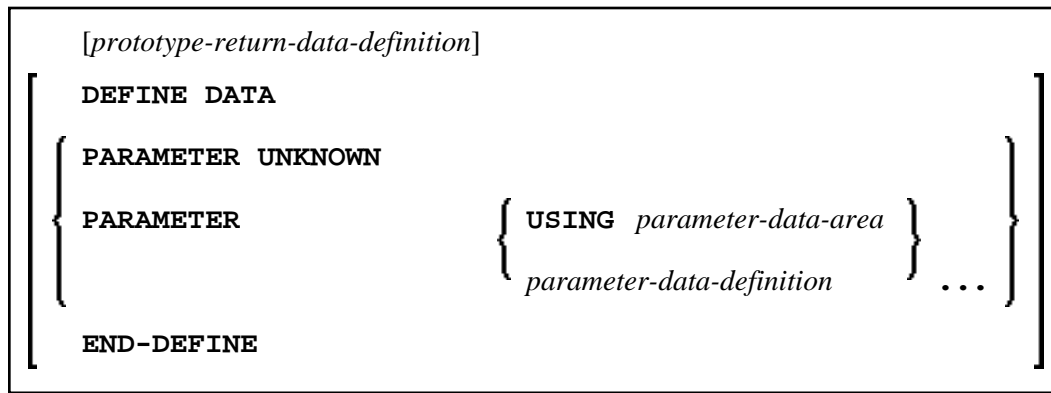 [prototype-return-data-definition]
DEFINE DATA
PARAMETER UNKNOWN
PARAMETER { USING parameter-data-area
parameter-data-definition } ...
END-DEFINE